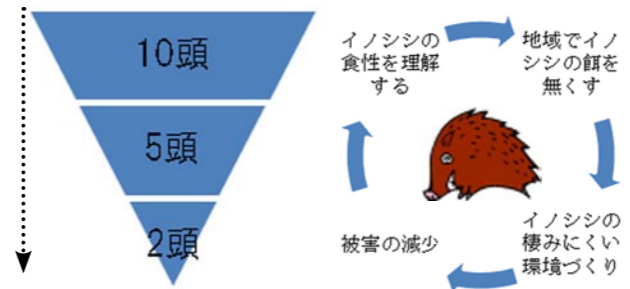 10頭
5頭
2頭
イノシシの
食性を理解
する
地域でイノ
シシの餌を
無くす
イノシシの
棲みにくい
環境づくり
被害の減少